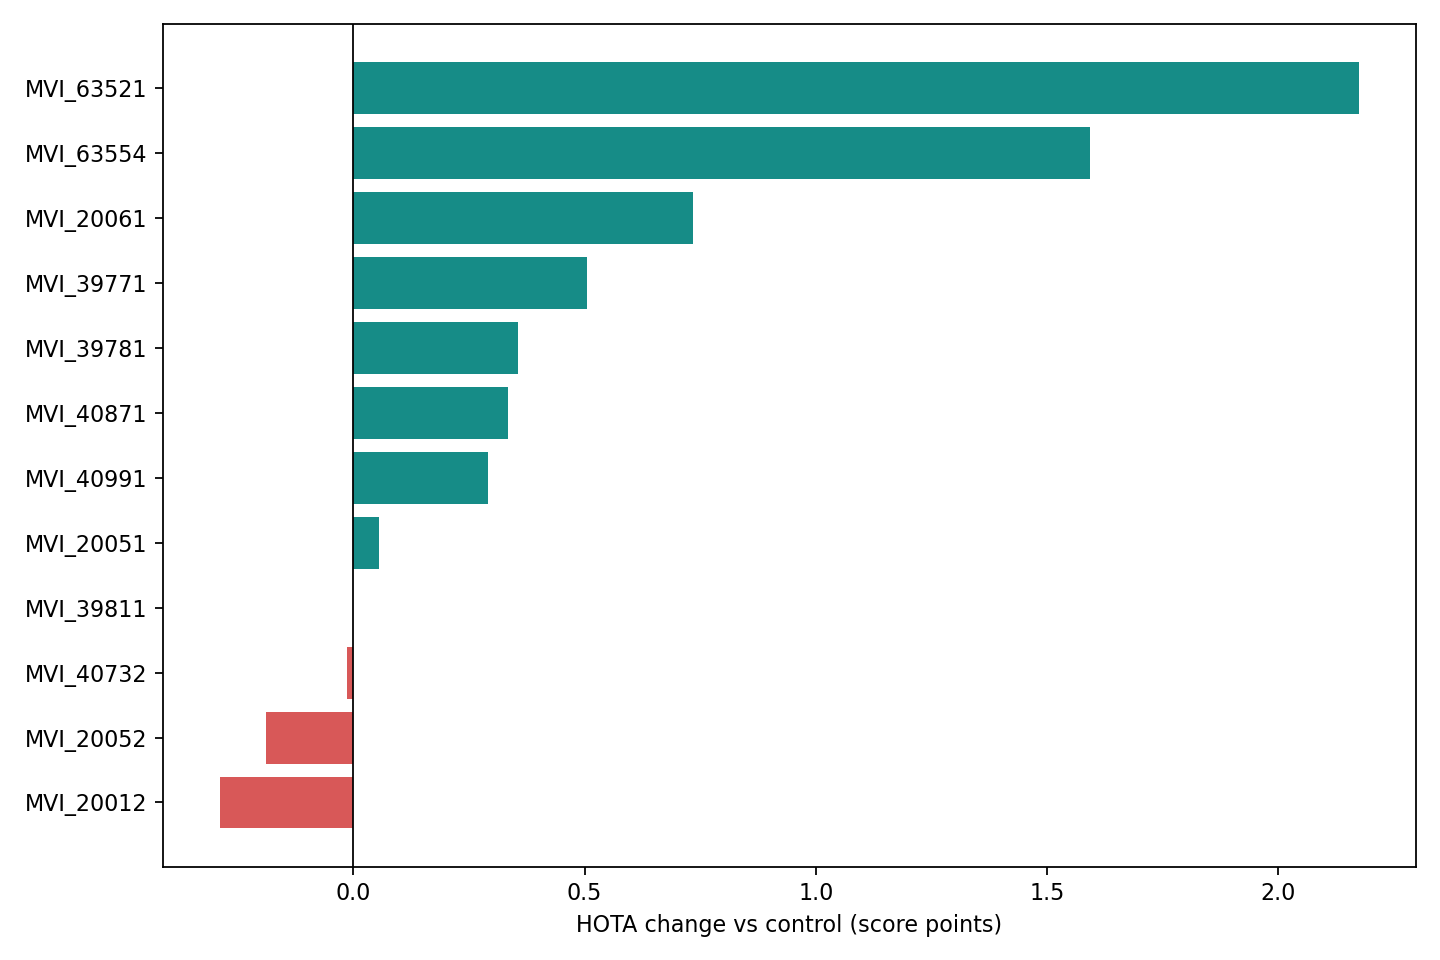 MVI_63521
MVI_63554
MVI_20061
MVI_39771
MVI_39781
MVI_40871
MVI_40991
MVI_20051
MVI_39811
MVI_40732
MVI_20052
MVI_20012
0.0 0.5 1.0 1.5 2.0
HOTA change vs control (score points)